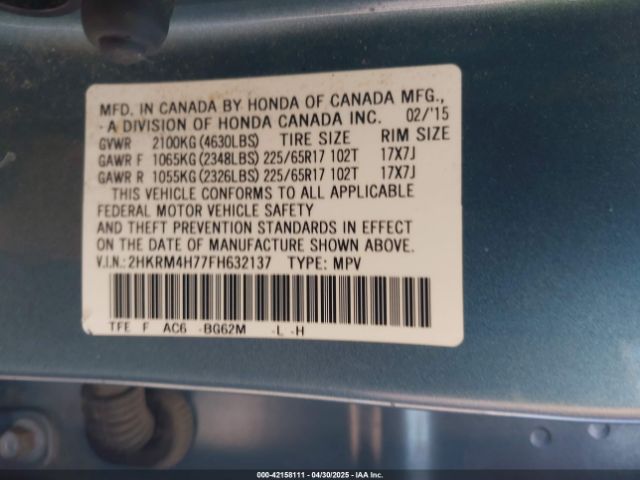 MFD. IN CANADA BY HONDA OF CANADA MFG.,
- A DIVISION OF HONDA CANADA INC. 02/'15
GVWR 2100KG (4630LBS) TIRE SIZE RIM SIZE
GAWR F 1065KG (2348LBS) 225/65R17 102T 17X7J
GAWR R 1055KG (2326LBS) 225/65R17 102T 17X7J
THIS VEHICLE CONFORMS TO ALL APPLICABLE
FEDERAL MOTOR VEHICLE SAFETY
AND THEFT PREVENTION STANDARDS IN EFFECT
ON THE DATE OF MANUFACTURE SHOWN ABOVE.
V.I.N.: 2HKRM4H77FH632137 TYPE: MPV
TFE F AC6 -BG62M -L -H
000-42158111 - 04/30/2025 - IAA Inc.